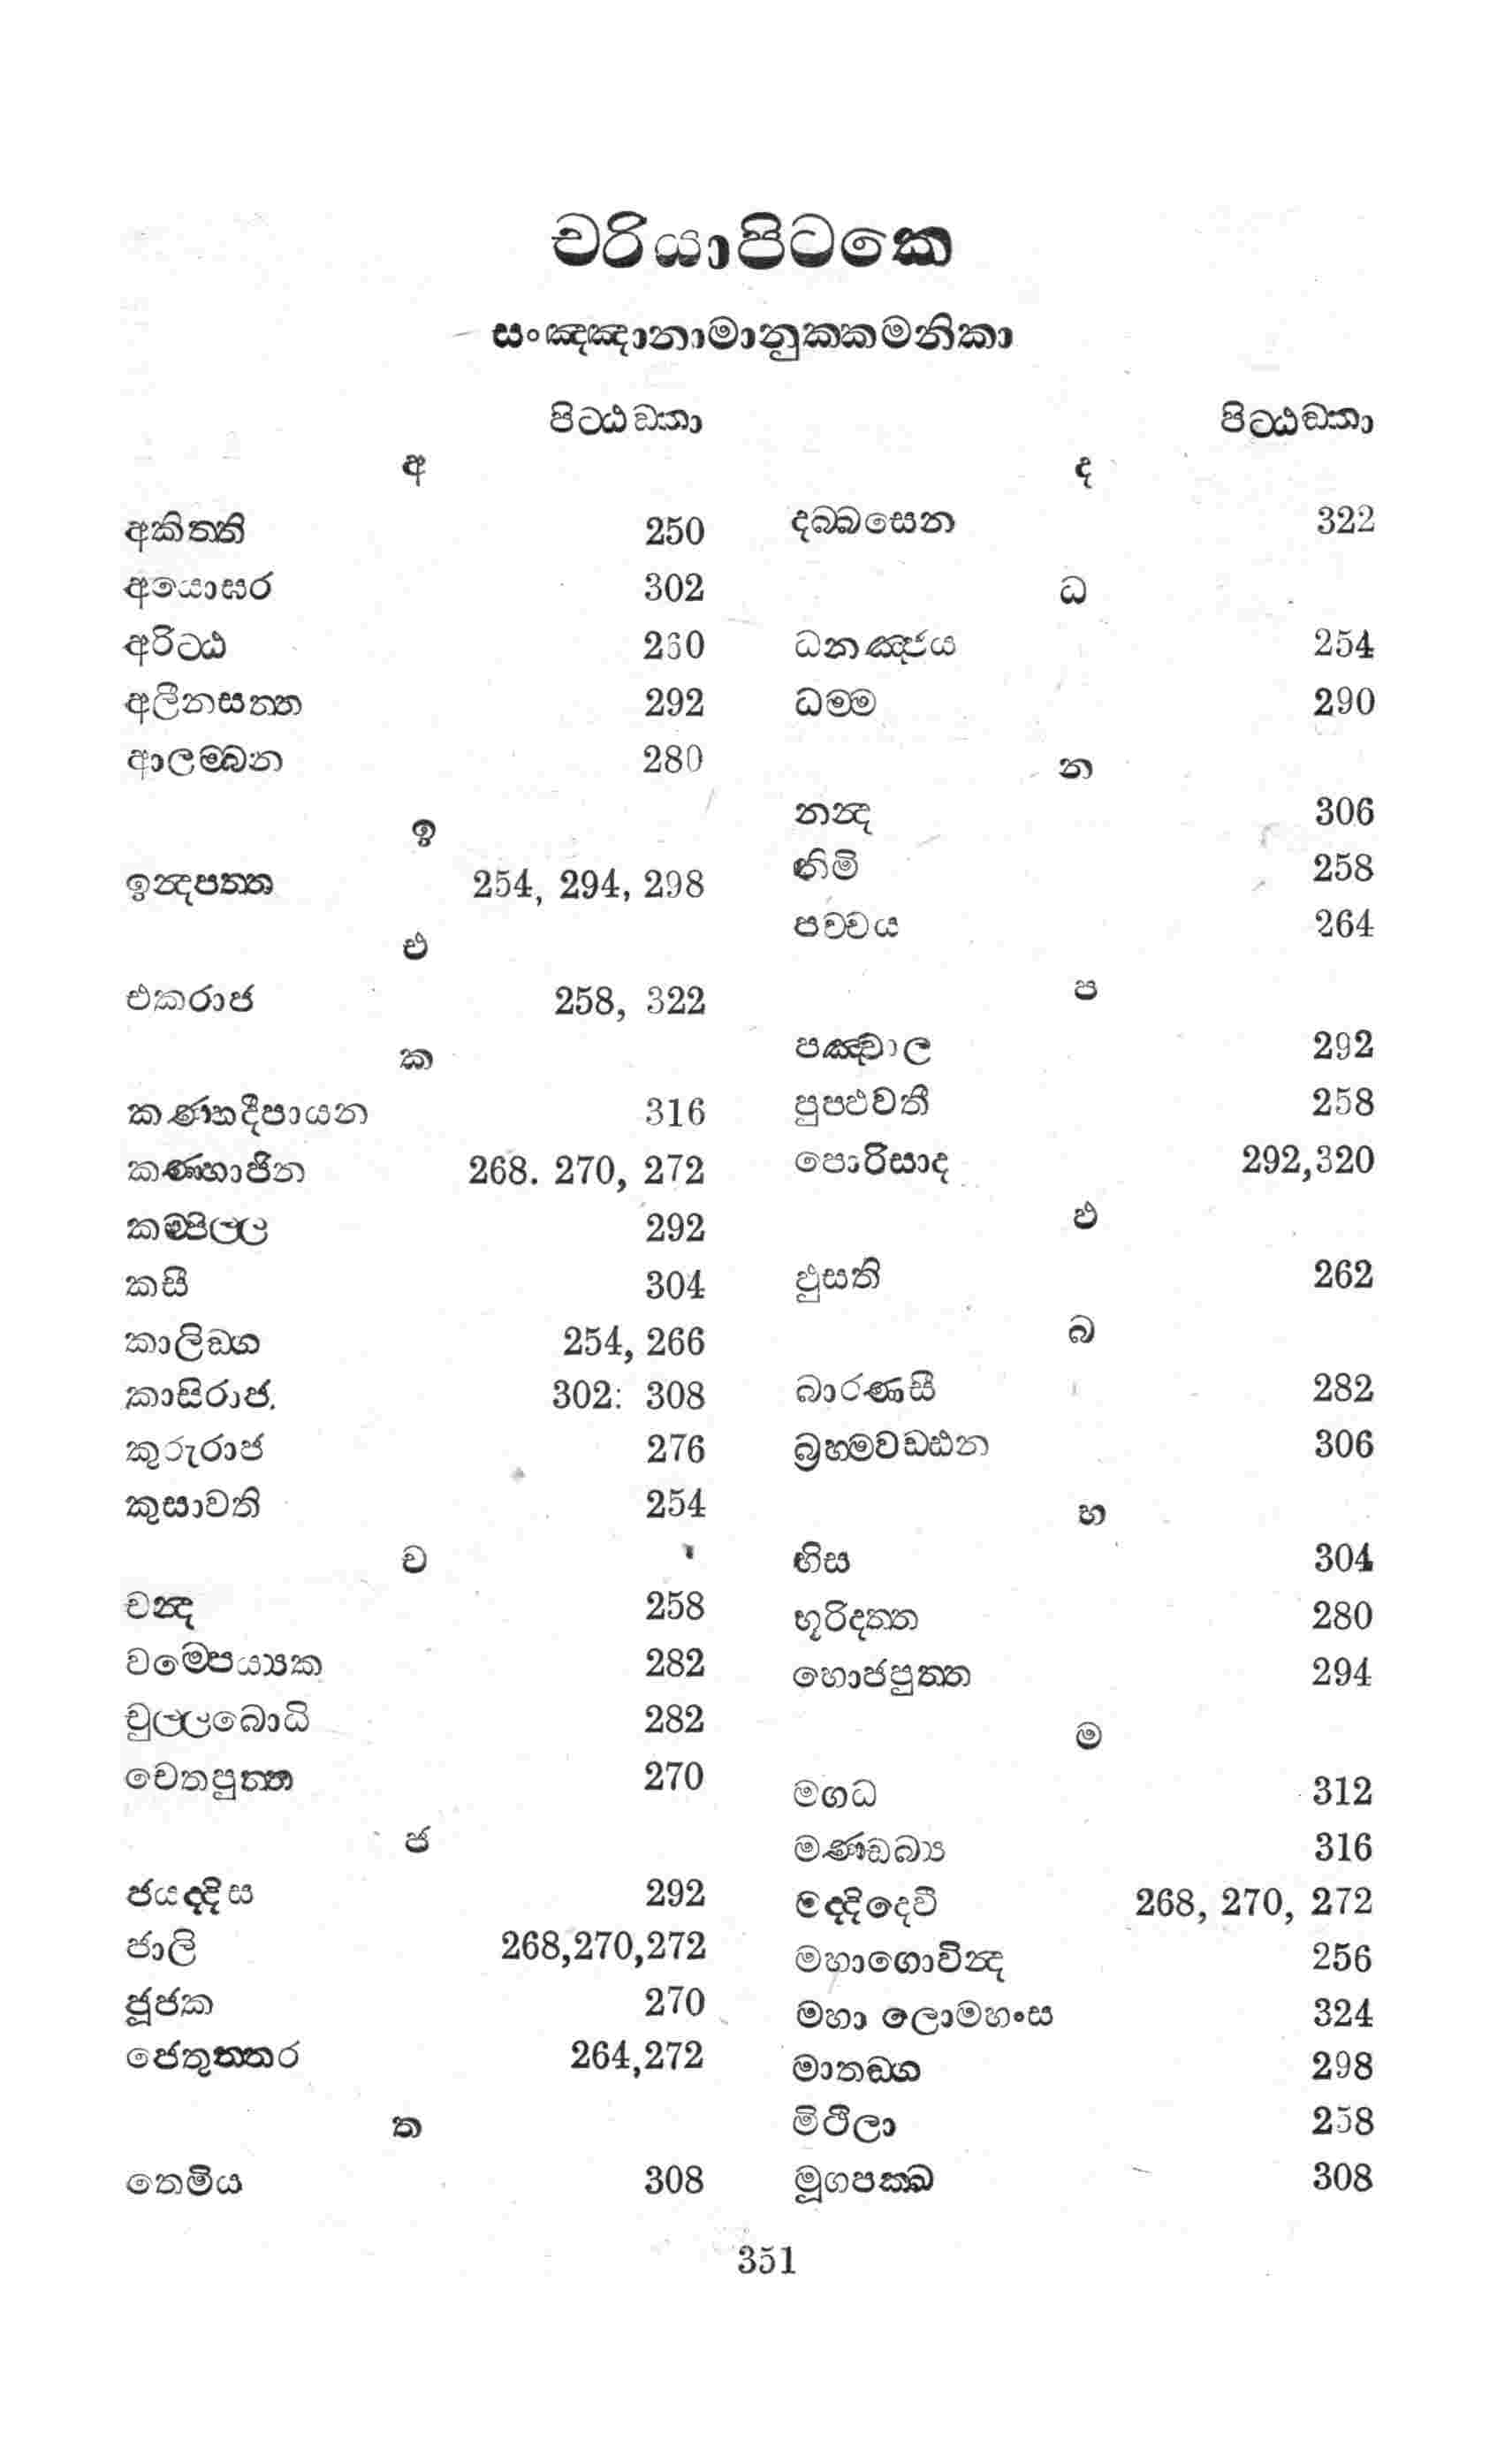 චරියාපිටකෙ
සංඤ්ඤානාමානුක්කමනිකා
පිට්ඨඞකා
අ
අකිත්ති 250
අයොඝර 302
අරිට්ඨ 260
අලීනසත්ත 292
ආලම්බන 280
ඉ
ඉන්දපත්ත 254, 294, 298
එ
එකරාජ 258, 322
ක
කණ්හදීපායන 316
කණ්හාජින 268. 270, 272
කම්පිල්ල 292
කසී 304
කාලිඞ්ග 254, 266
කාසිරාජ. 302: 308
කුරුරාජ 276
කුසාවති 254
ච
චන්ද 258
චම්පෙය්‍යක 282
චුල්ලබොධි 282
චෙතපුත්ත 270
ජ
ජයද්දිස 292
ජාලි 268,270,272
ජූජක 270
ජෙතුත්තර 264,272
ත
තෙමිය 308
පිට්ඨඞකා
ද
දබ්බසෙන 322
ධ
ධනඤ්ජය 254
ධම්ම 290
න
නන්ද 306
නිමි 258
පච්චය 264
ප
පඤ්චාල 292
පුප්ඵවතී 258
පොරිසාද 292,320
ඵ
ඵුසති 262
බ
බාරණසී 282
බ්‍රහ්මවඩ්ඪන 306
භ
භිස 304
භූරිදත්ත 280
භොජපුත්ත 294
ම
මගධ 312
මණ්ඩබ්‍ය 316
මද්දිදෙවී 268, 270, 272
මහාගොවින්ද 256
මහා ලොමහංස 324
මාතඞ්ග 298
මිථිලා 258
මූගපක්ඛ 308
351